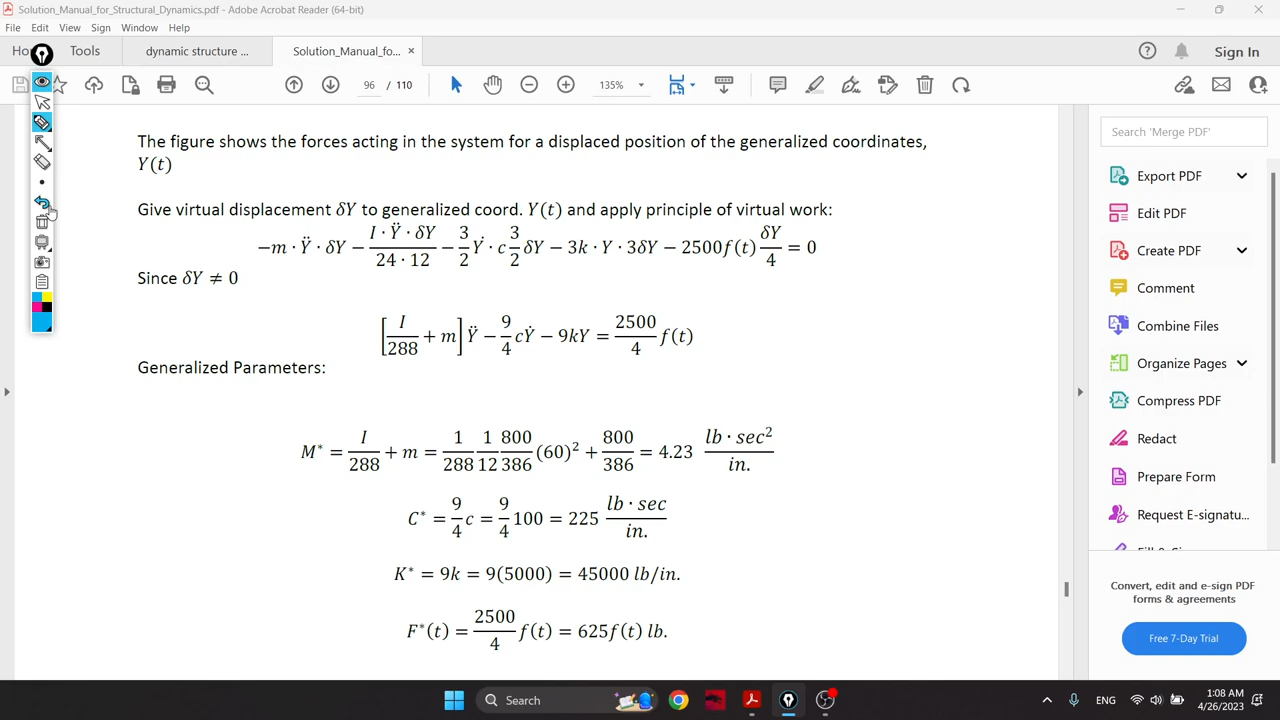 Solution_Manual_for_Structural_Dynamics.pdf - Adobe Acrobat Reader (64-bit)
File Edit View Sign Window Help
Tools dynamic structure ... Solution_Manual_fo... × Sign In
96 / 110 135%
The figure shows the forces acting in the system for a displaced position of the generalized coordinates,
Y(t)
Give virtual displacement δY to generalized coord. Y(t) and apply principle of virtual work:
−m · Ÿ · δY − (I · Ÿ · δY)/(24 · 12) − 3/2 Ẏ · c 3/2 δY − 3k · Y · 3δY − 2500f(t) δY/4 = 0
Since δY ≠ 0
[I/288 + m] Ÿ − 9/4 cẎ − 9kY = 2500/4 f(t)
Generalized Parameters:
M* = I/288 + m = 1/288 1/12 800/386 (60)² + 800/386 = 4.23 lb · sec²/in.
C* = 9/4 c = 9/4 100 = 225 lb · sec/in.
K* = 9k = 9(5000) = 45000 lb/in.
F*(t) = 2500/4 f(t) = 625f(t) lb.
Search 'Merge PDF'
Export PDF
Edit PDF
Create PDF
Comment
Combine Files
Organize Pages
Compress PDF
Redact
Prepare Form
Request E-signatu...
Convert, edit and e-sign PDF
forms & agreements
Free 7-Day Trial
Search
ENG
1:08 AM
4/26/2023